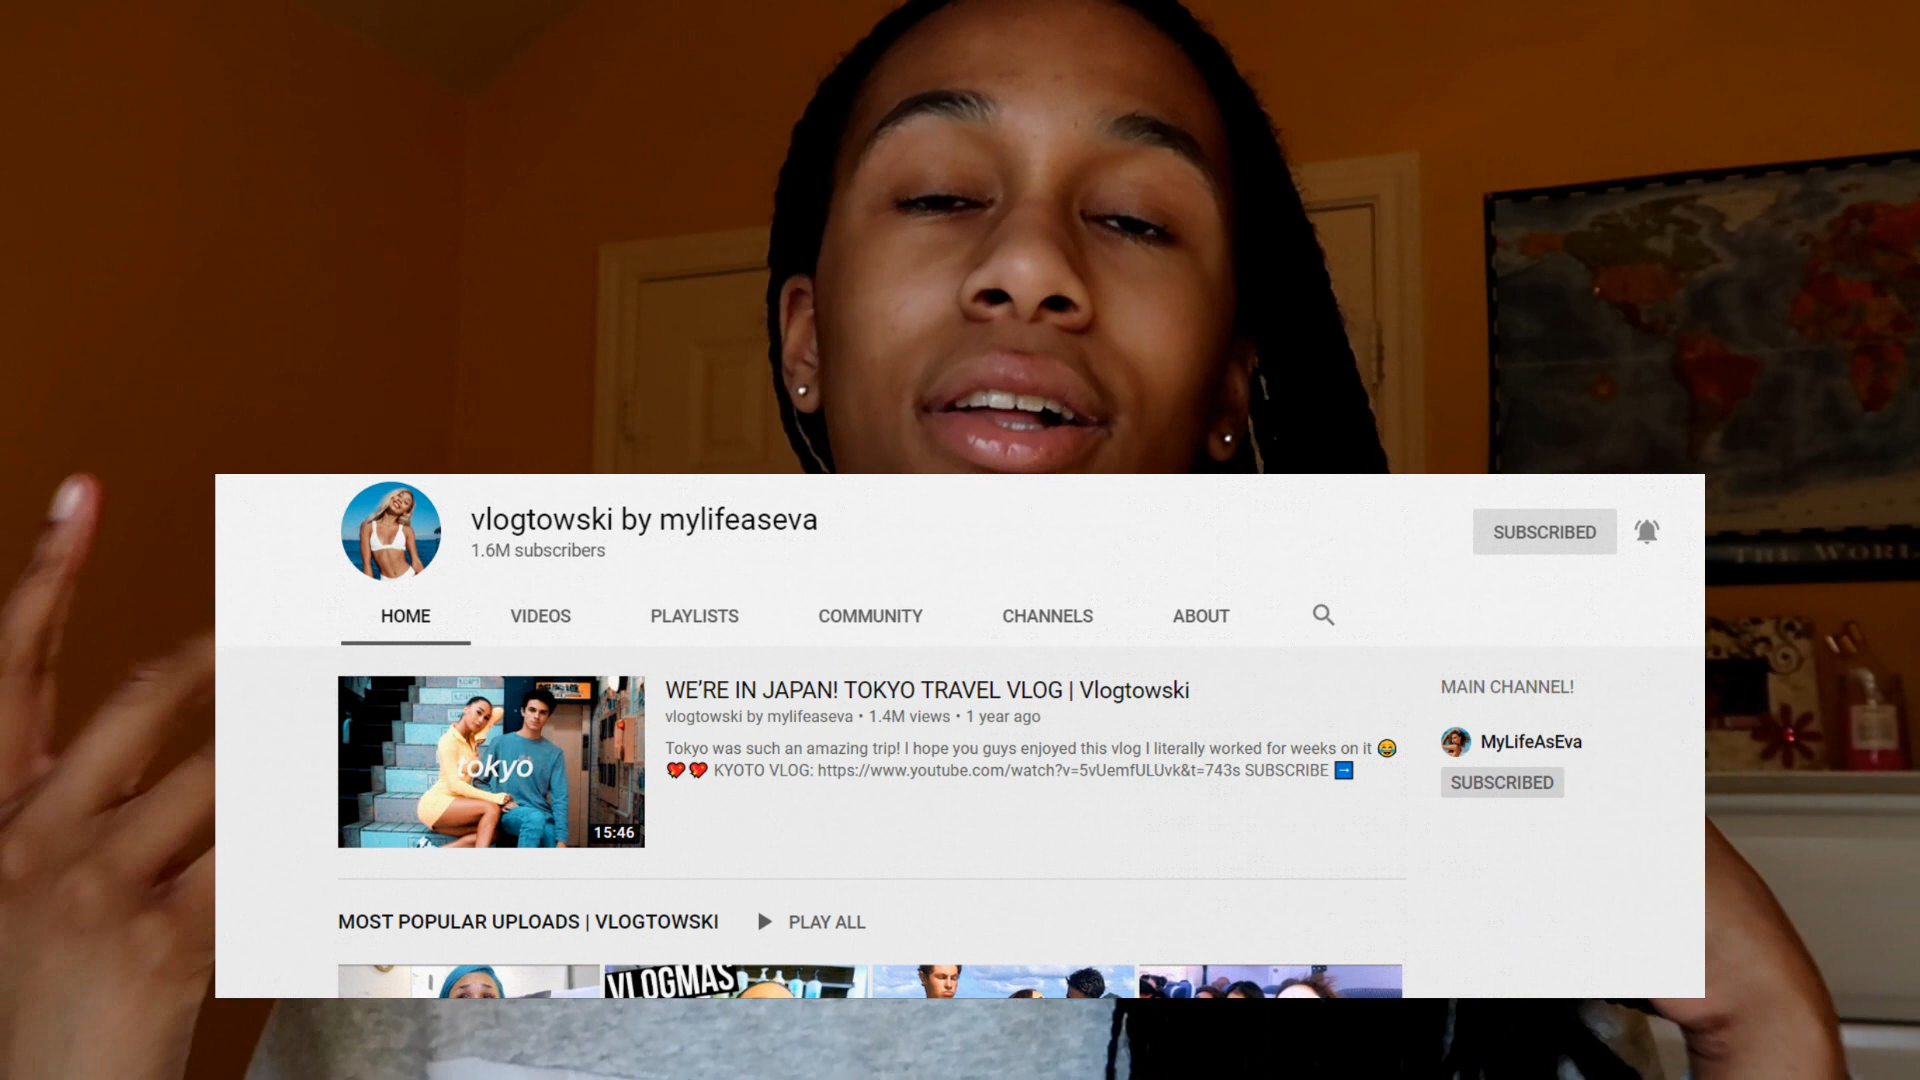 vlogtowski by mylifeaseva
1.6M subscribers
SUBSCRIBED
HOME VIDEOS PLAYLISTS COMMUNITY CHANNELS ABOUT
WE’RE IN JAPAN! TOKYO TRAVEL VLOG | Vlogtowski
vlogtowski by mylifeaseva • 1.4M views • 1 year ago
Tokyo was such an amazing trip! I hope you guys enjoyed this vlog I literally worked for weeks on it 😂
💖 💖 KYOTO VLOG: https://www.youtube.com/watch?v=5vUemfULUvk&t=743s SUBSCRIBE ➡
tokyo
15:46
MAIN CHANNEL!
MyLifeAsEva
SUBSCRIBED
MOST POPULAR UPLOADS | VLOGTOWSKI
PLAY ALL
VLOGMAS
THE WORL